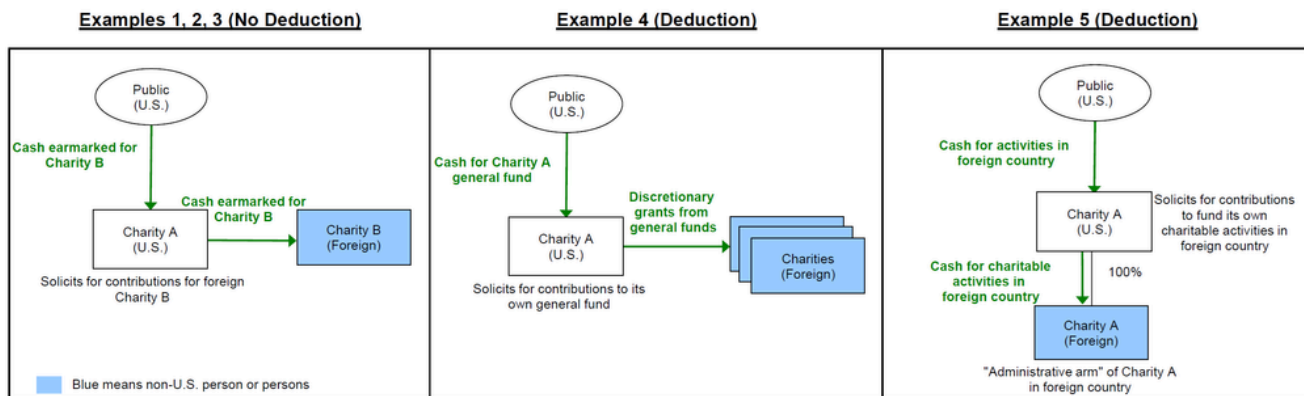 Examples 1, 2, 3 (No Deduction)
Public
(U.S.)
Cash earmarked for
Charity B
Cash earmarked for
Charity B
Charity A
(U.S.)
Charity B
(Foreign)
Solicits for contributions for foreign
Charity B
Blue means non-U.S. person or persons
Example 4 (Deduction)
Public
(U.S.)
Cash for Charity A
general fund
Discretionary
grants from
general funds
Charity A
(U.S.)
Charities
(Foreign)
Solicits for contributions to its
own general fund
Example 5 (Deduction)
Public
(U.S.)
Cash for activities in
foreign country
Charity A
(U.S.)
Solicits for contributions
to fund its own
charitable activities in
foreign country
Cash for charitable
activities in
foreign country
100%
Charity A
(Foreign)
"Administrative arm" of Charity A
in foreign country